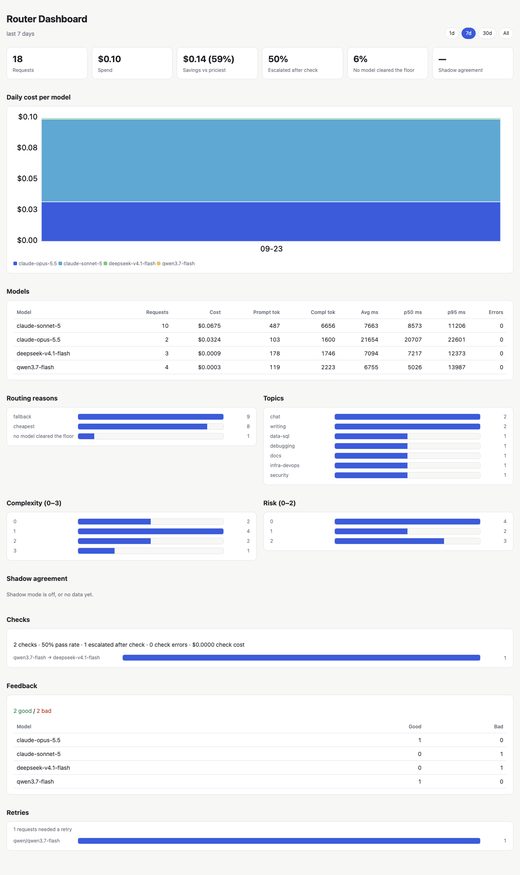 Router Dashboard
last 7 days
1d 7d 30d All
18 $0.10 $0.14 (59%) 50% 6% —
Requests Spend Savings vs priciest Escalated after check No model cleared the floor Shadow agreement
Daily cost per model
$0.10
$0.08
$0.05
$0.03
$0.00
09-23
claude-opus-5.5 claude-sonnet-5 deepseek-v4.1-flash qwen3.7-flash
Models
Model Requests Cost Prompt tok Compl tok Avg ms p50 ms p95 ms Errors
claude-sonnet-5 10 $0.0675 487 6656 7663 8573 11206 0
claude-opus-5.5 2 $0.0324 103 1600 21654 20707 22601 0
deepseek-v4.1-flash 3 $0.0009 178 1746 7094 7217 12373 0
qwen3.7-flash 4 $0.0003 119 2223 6755 5026 13987 0
Routing reasons
fallback 9
cheapest 8
no model cleared the floor 1
Topics
chat 2
writing 2
data-sql 1
debugging 1
docs 1
infra-devops 1
security 1
Complexity (0–3)
0 2
1 4
2 2
3 1
Risk (0–2)
0 4
1 2
2 3
Shadow agreement
Shadow mode is off, or no data yet.
Checks
2 checks · 50% pass rate · 1 escalated after check · 0 check errors · $0.0000 check cost
qwen3.7-flash → deepseek-v4.1-flash 1
Feedback
2 good / 2 bad
Model Good Bad
claude-opus-5.5 1 0
claude-sonnet-5 0 1
deepseek-v4.1-flash 0 1
qwen3.7-flash 1 0
Retries
1 requests needed a retry
qwen/qwen3.7-flash 1